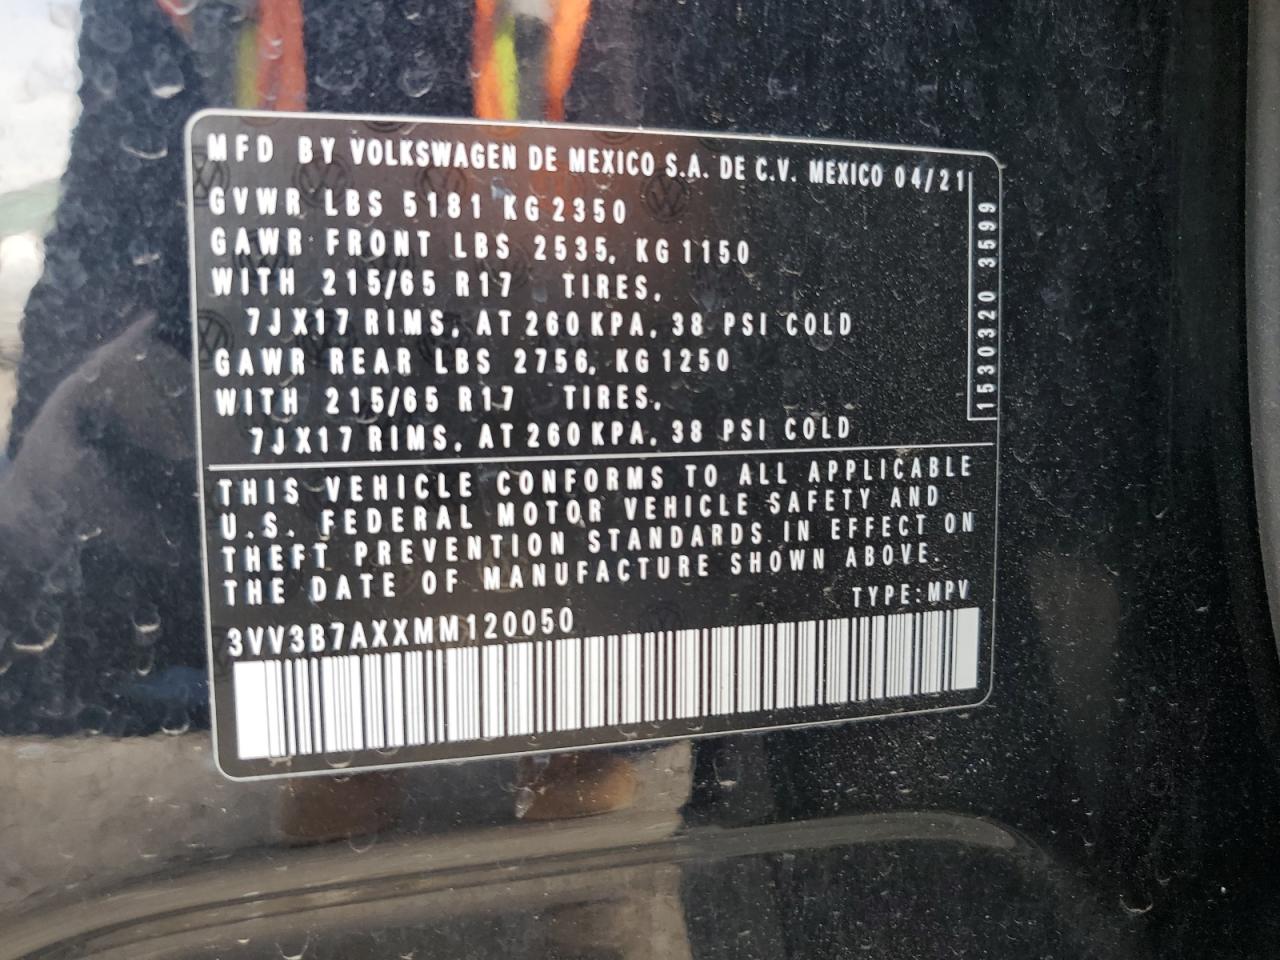 MFD BY VOLKSWAGEN DE MEXICO S.A. DE C.V. MEXICO 04/21
GVWR LBS 5181 KG 2350
GAWR FRONT LBS 2535, KG 1150
WITH 215/65 R17 TIRES,
7JX17 RIMS, AT 260 KPA, 38 PSI COLD
GAWR REAR LBS 2756, KG 1250
WITH 215/65 R17 TIRES,
7JX17 RIMS, AT 260 KPA, 38 PSI COLD
1530320 3599
THIS VEHICLE CONFORMS TO ALL APPLICABLE
U.S. FEDERAL MOTOR VEHICLE SAFETY AND
THEFT PREVENTION STANDARDS IN EFFECT ON
THE DATE OF MANUFACTURE SHOWN ABOVE.
TYPE: MPV
3VV3B7AXXMM120050